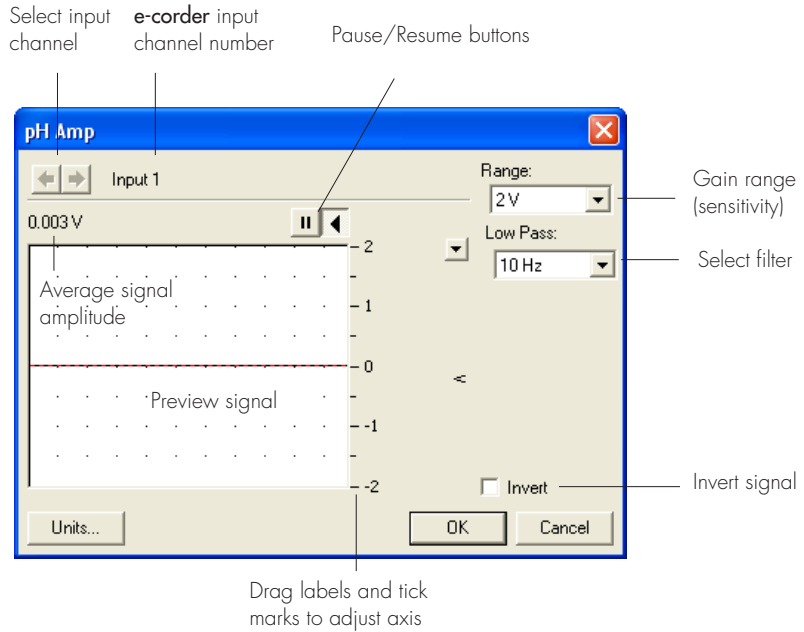 Select input
channel
e-corder input
channel number
Pause/Resume buttons
pH Amp
Input 1
Range:
2 V
Gain range
(sensitivity)
0.003 V
Low Pass:
10 Hz
Select filter
2
1
0
-1
-2
Average signal
amplitude
Preview signal
V
Invert
Invert signal
Units...
OK
Cancel
Drag labels and tick
marks to adjust axis